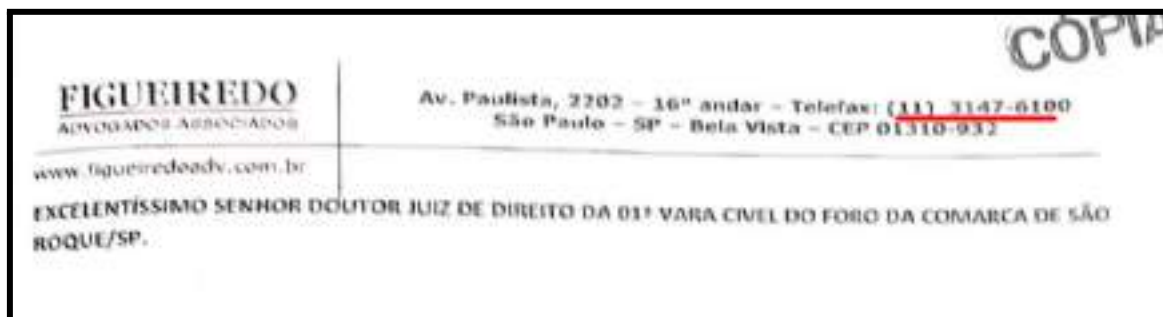 CÓPIA
FIGUEIREDO
ADVOGADOS ASSOCIADOS
Av. Paulista, 2202 – 16º andar – Telefax: (11) 3147-6100
São Paulo – SP – Bela Vista – CEP 01310-932
www.figueiredoadv.com.br
EXCELENTÍSSIMO SENHOR DOUTOR JUIZ DE DIREITO DA 01ª VARA CIVEL DO FORO DA COMARCA DE SÃO
ROQUE/SP.